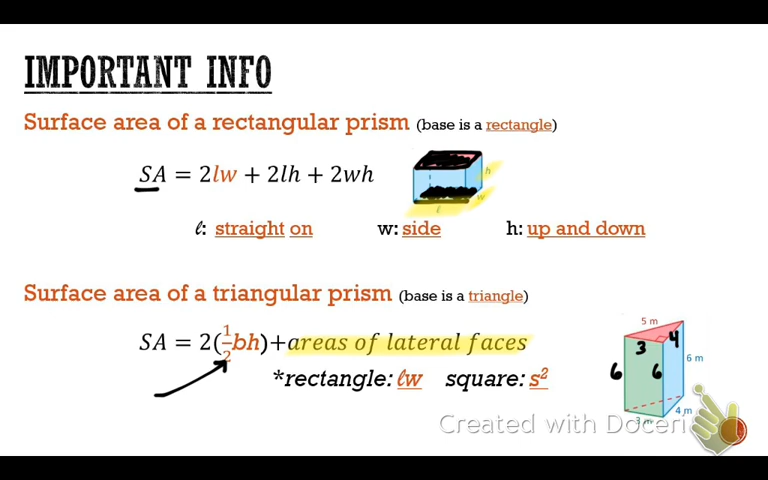 IMPORTANT INFO
Surface area of a rectangular prism (base is a rectangle)
SA = 2lw + 2lh + 2wh
h
w
l
ℓ: straight on w: side h: up and down
Surface area of a triangular prism (base is a triangle)
SA = 2(1/2bh)+areas of lateral faces
*rectangle: ℓw square: s²
5 m
3 4
6 m
6 6
4 m
3 m
Created with Doceri